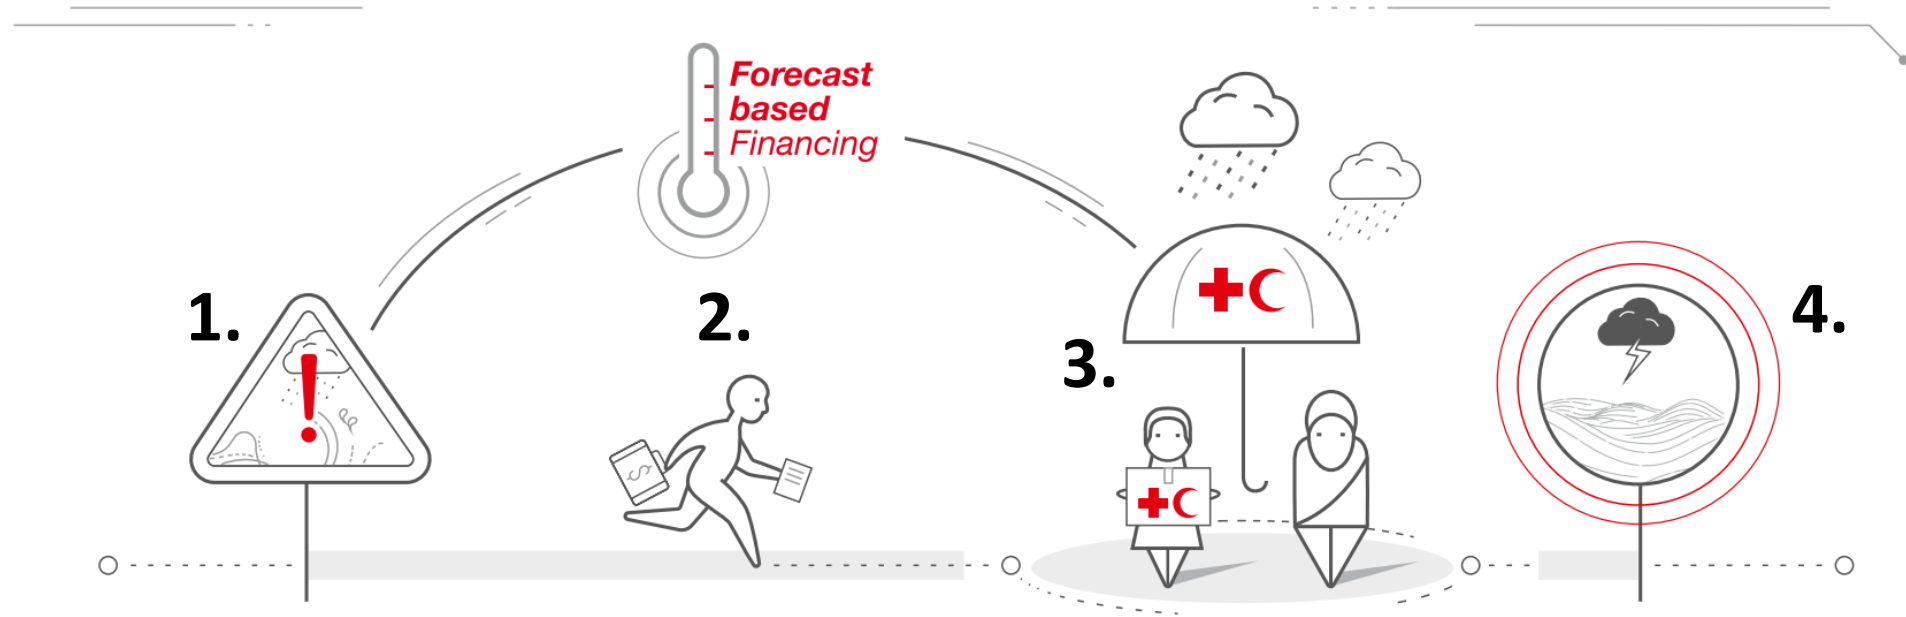 Forecast
based
Financing
1.
2.
3.
4.
$